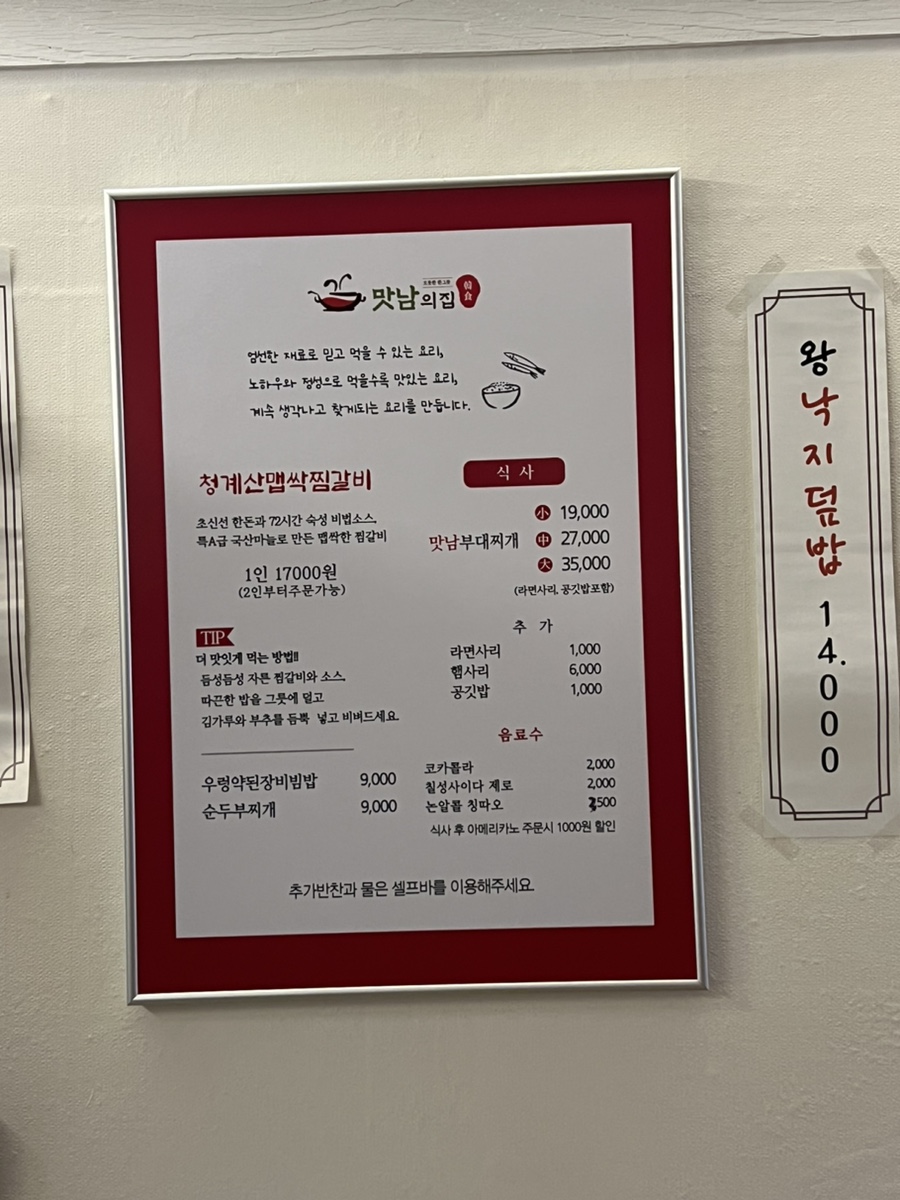 맛남의집
韓食
엄선한 재료로 믿고 먹을 수 있는 요리,
노하우와 정성으로 먹을수록 맛있는 요리,
계속 생각나고 찾게되는 요리를 만듭니다.
청계산맵싹찜갈비
초신선 한돈과 72시간 숙성 비법소스,
특A급 국산마늘로 만든 맵싹한 찜갈비
1인 17000원
(2인부터주문가능)
TIP
더 맛잇게 먹는 방법!!
듬성듬성 자른 찜갈비와 소스,
따끈한 밥을 그릇에 덜고
김가루와 부추를 듬뿍 넣고 비벼드세요.
우렁약된장비빔밥 9,000
순두부찌개 9,000
식 사
小 19,000
맛남부대찌개 中 27,000
大 35,000
(라면사리, 공깃밥포함)
추 가
라면사리 1,000
햄사리 6,000
공깃밥 1,000
음료수
코카콜라 2,000
칠성사이다 제로 2,000
논알콜 칭따오 3,500
식사 후 아메리카노 주문시 1000원 할인
추가반찬과 물은 셀프바를 이용해주세요.
왕낙지덮밥 14.000